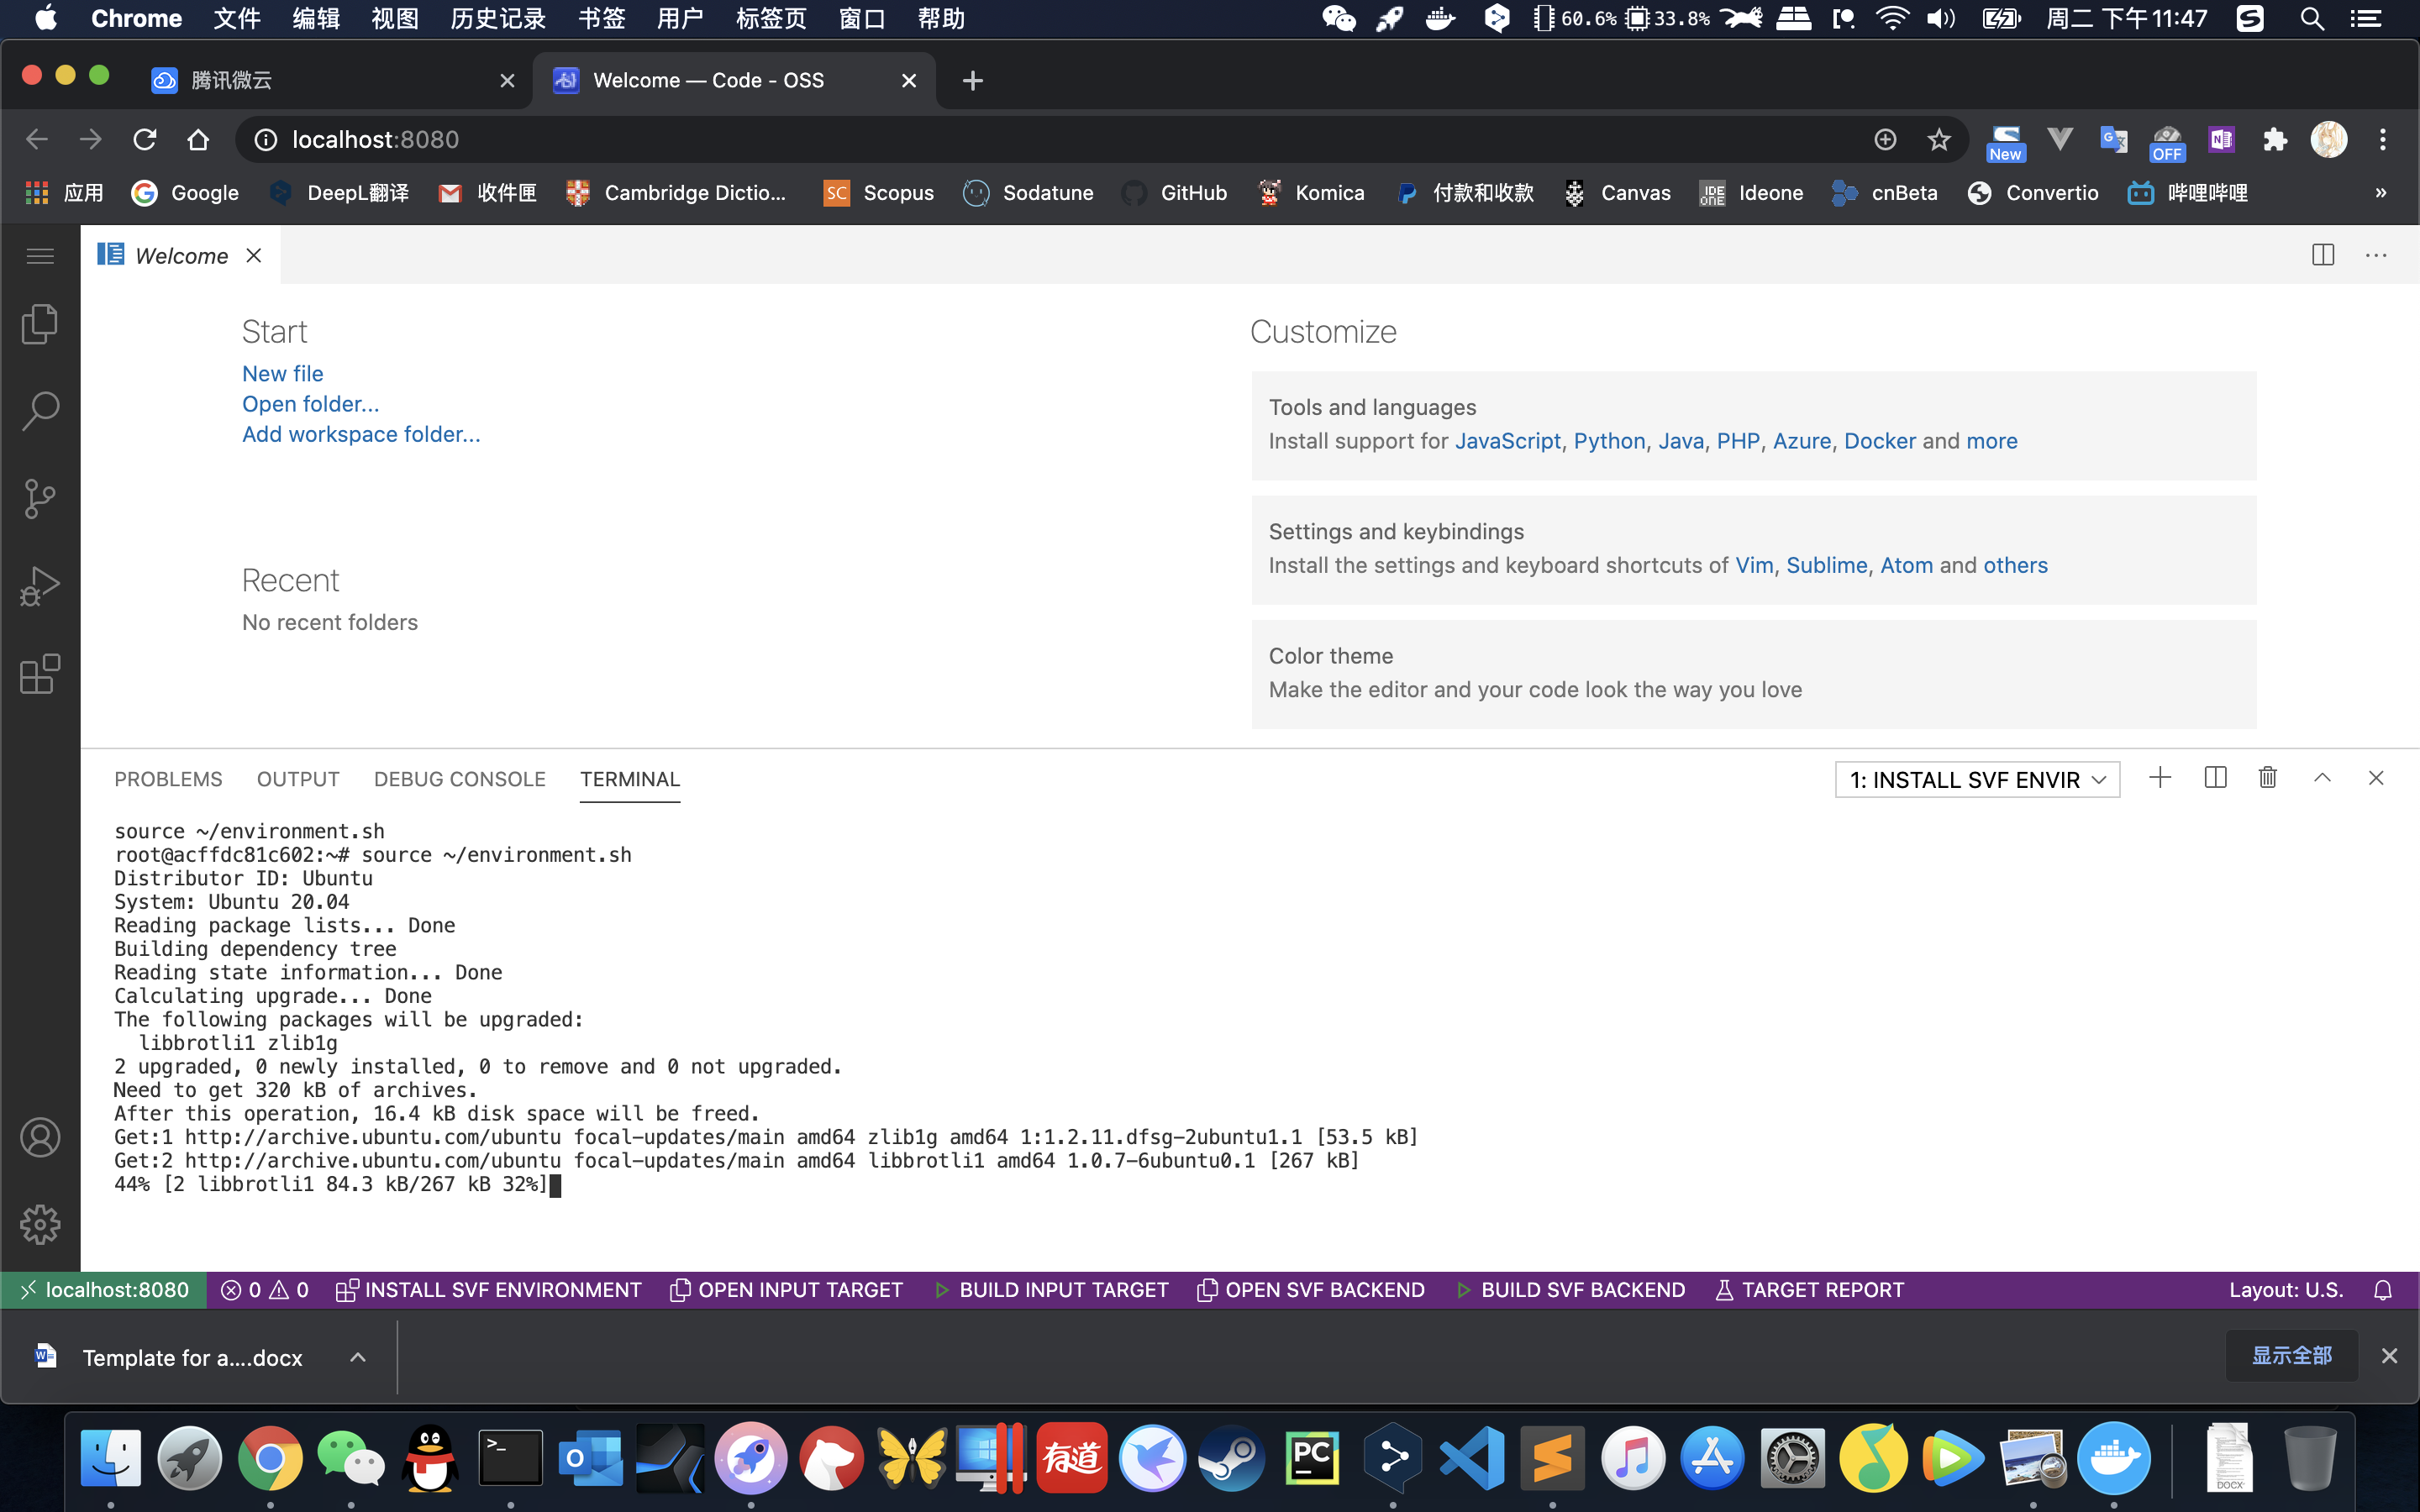 Chrome 文件 编辑 视图 历史记录 书签 用户 标签页 窗口 帮助 60.6% 33.8% 周二 下午11:47
腾讯微云 Welcome — Code - OSS
localhost:8080 New OFF
应用 Google DeepL翻译 收件匣 Cambridge Dictio... SC Scopus Sodatune GitHub Komica 付款和收款 Canvas IDE ONE Ideone cnBeta Convertio 哔哩哔哩 »
Welcome
Start
New file
Open folder...
Add workspace folder...
Recent
No recent folders
Customize
Tools and languages
Install support for JavaScript, Python, Java, PHP, Azure, Docker and more
Settings and keybindings
Install the settings and keyboard shortcuts of Vim, Sublime, Atom and others
Color theme
Make the editor and your code look the way you love
PROBLEMS OUTPUT DEBUG CONSOLE TERMINAL 1: INSTALL SVF ENVIR
source ~/environment.sh
root@acffdc81c602:~# source ~/environment.sh
Distributor ID: Ubuntu
System: Ubuntu 20.04
Reading package lists... Done
Building dependency tree
Reading state information... Done
Calculating upgrade... Done
The following packages will be upgraded:
libbrotli1 zlib1g
2 upgraded, 0 newly installed, 0 to remove and 0 not upgraded.
Need to get 320 kB of archives.
After this operation, 16.4 kB disk space will be freed.
Get:1 http://archive.ubuntu.com/ubuntu focal-updates/main amd64 zlib1g amd64 1:1.2.11.dfsg-2ubuntu1.1 [53.5 kB]
Get:2 http://archive.ubuntu.com/ubuntu focal-updates/main amd64 libbrotli1 amd64 1.0.7-6ubuntu0.1 [267 kB]
44% [2 libbrotli1 84.3 kB/267 kB 32%]
localhost:8080 0 0 INSTALL SVF ENVIRONMENT OPEN INPUT TARGET BUILD INPUT TARGET OPEN SVF BACKEND BUILD SVF BACKEND TARGET REPORT Layout: U.S.
Template for a....docx 显示全部
有道 PC DOCX